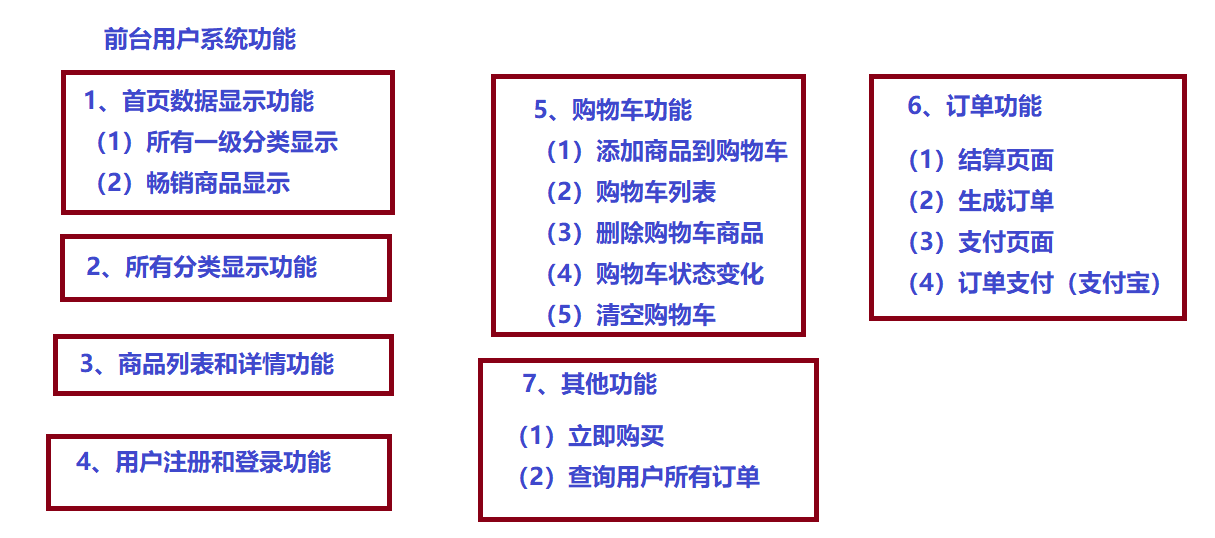 前台用户系统功能
1、首页数据显示功能
（1）所有一级分类显示
（2）畅销商品显示
2、所有分类显示功能
3、商品列表和详情功能
4、用户注册和登录功能
5、购物车功能
（1）添加商品到购物车
（2）购物车列表
（3）删除购物车商品
（4）购物车状态变化
（5）清空购物车
7、其他功能
（1）立即购买
（2）查询用户所有订单
6、订单功能
（1）结算页面
（2）生成订单
（3）支付页面
（4）订单支付（支付宝）